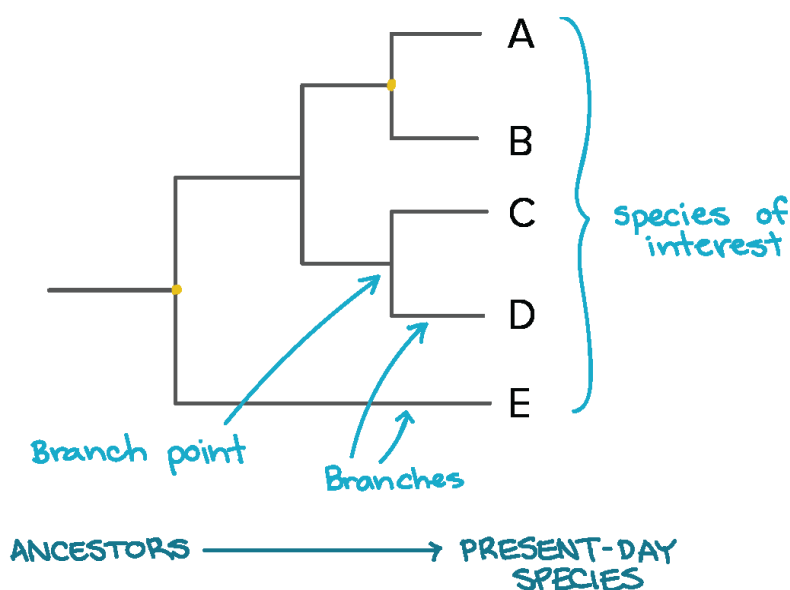 A
B
C
species of
interest
D
E
Branch point
Branches
ANCESTORS
PRESENT-DAY
SPECIES